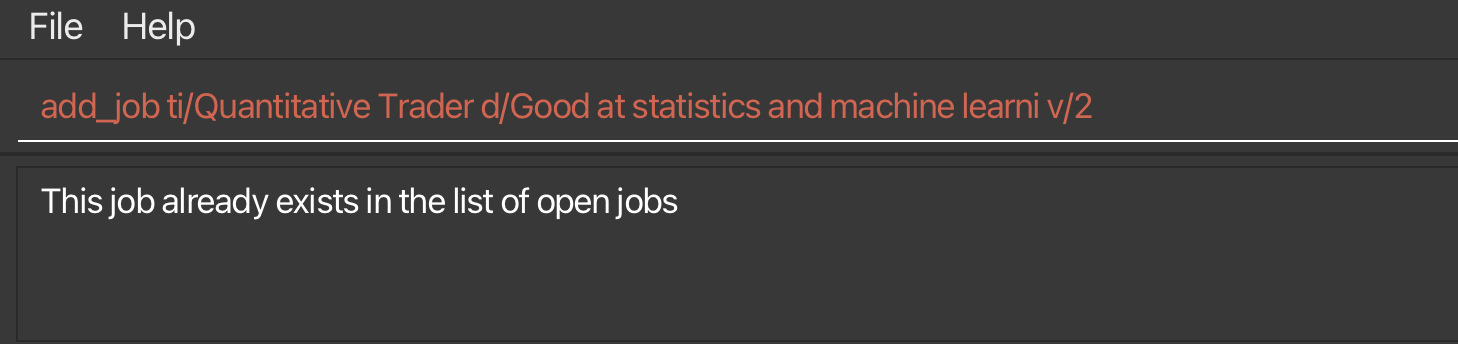 File Help
add_job ti/Quantitative Trader d/Good at statistics and machine learni v/2
This job already exists in the list of open jobs